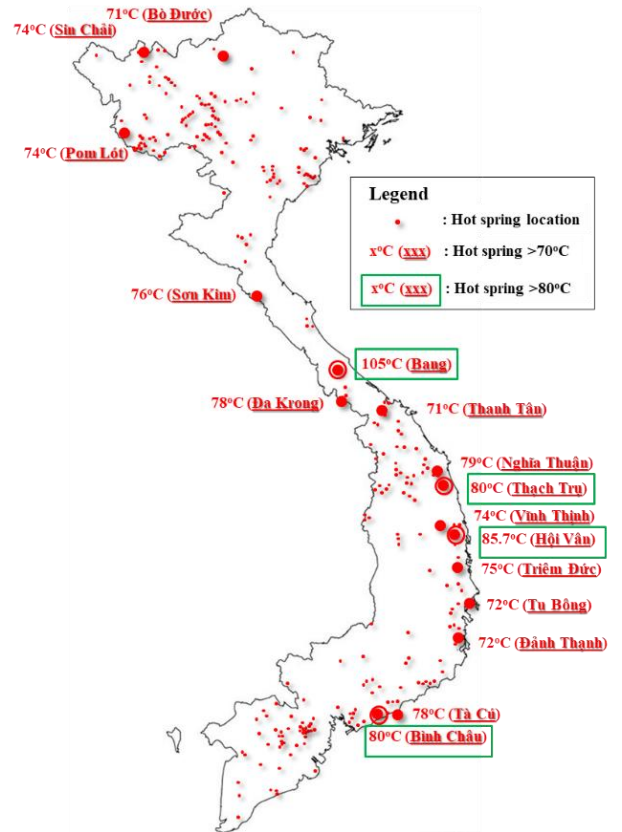 71°C (Bò Đước)
74°C (Sin Chải)
74°C (Pom Lót)
Legend
: Hot spring location
x°C (xxx) : Hot spring >70°C
x°C (xxx) : Hot spring >80°C
76°C (Sơn Kim)
105°C (Bang)
78°C (Đa Krong)
71°C (Thanh Tân)
79°C (Nghĩa Thuận)
80°C (Thạch Trụ)
74°C (Vĩnh Thịnh)
85.7°C (Hội Vân)
75°C (Triêm Đức)
72°C (Tu Bông)
72°C (Đảnh Thạnh)
78°C (Tà Cú)
80°C (Bình Châu)